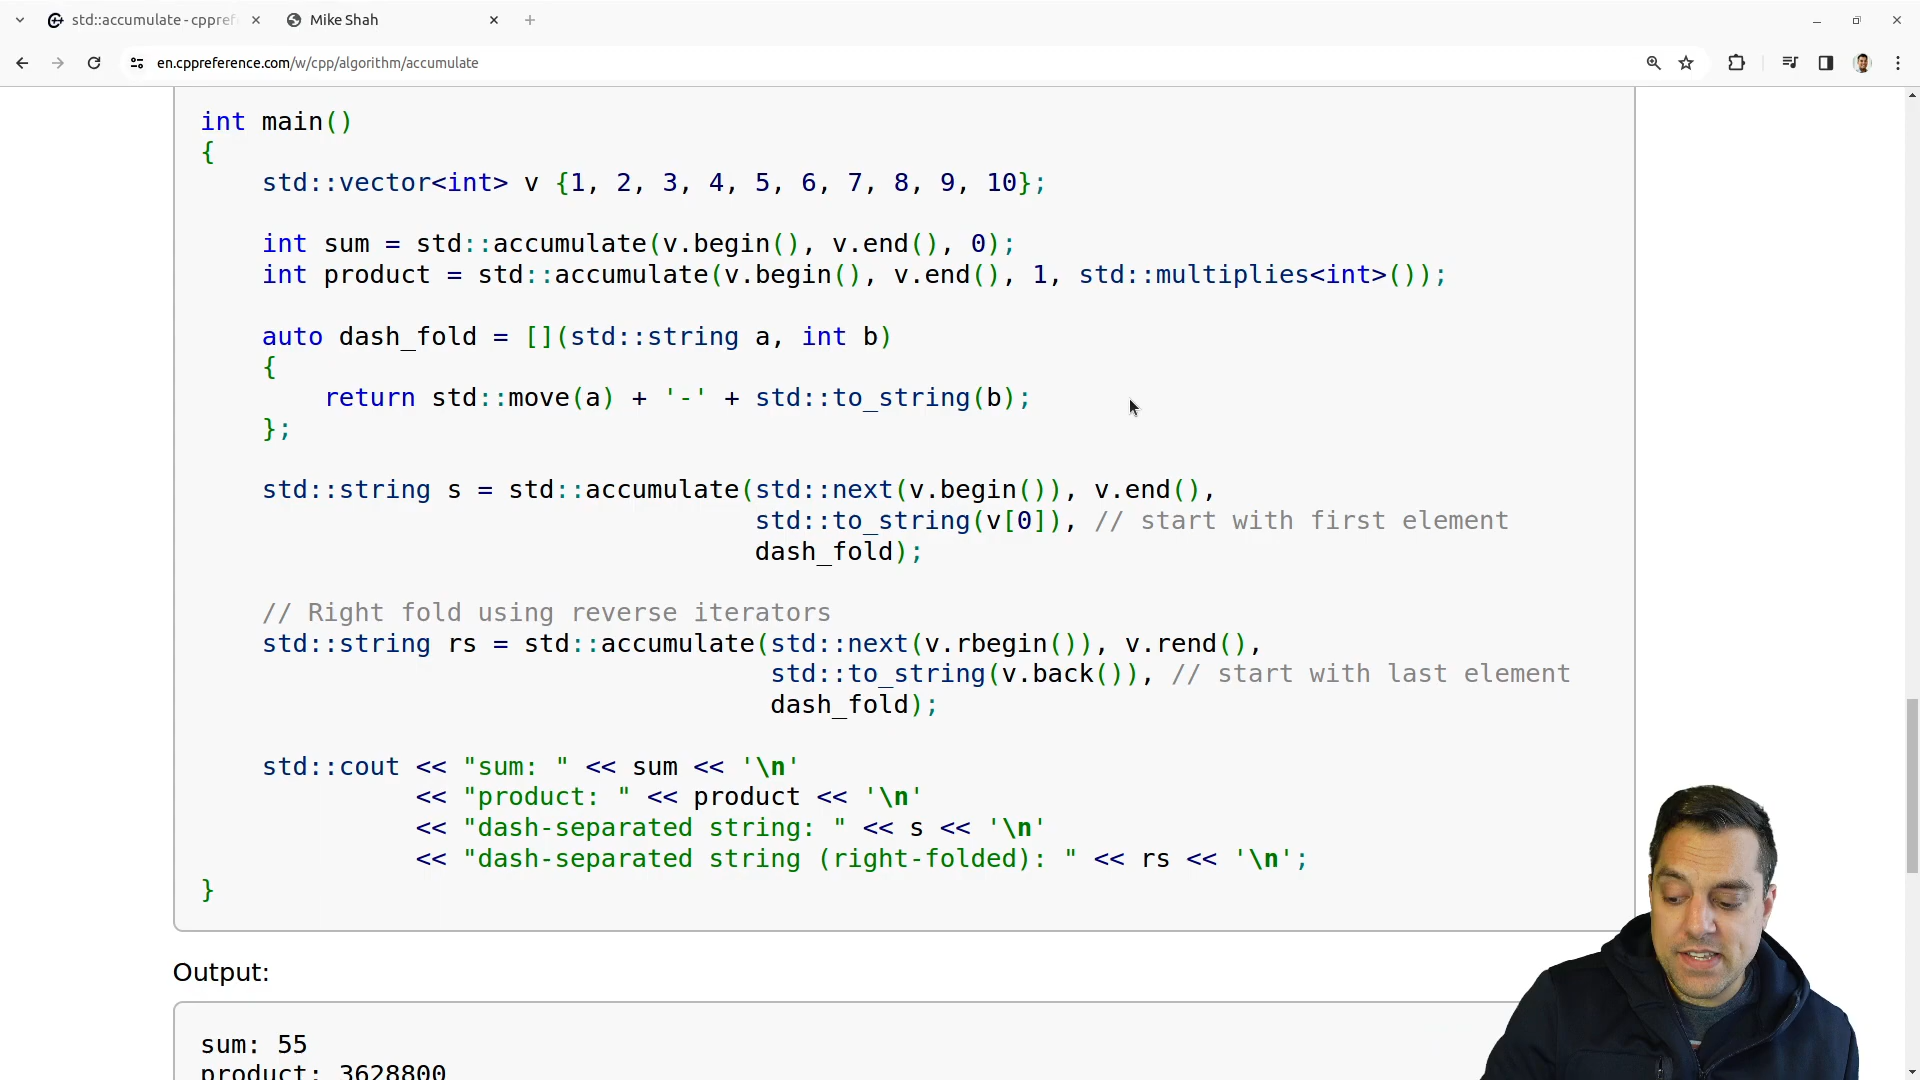 std::accumulate - cppref
Mike Shah
en.cppreference.com/w/cpp/algorithm/accumulate
int main()
{
    std::vector<int> v {1, 2, 3, 4, 5, 6, 7, 8, 9, 10};
    int sum = std::accumulate(v.begin(), v.end(), 0);
    int product = std::accumulate(v.begin(), v.end(), 1, std::multiplies<int>());
    auto dash_fold = [](std::string a, int b)
    {
        return std::move(a) + '-' + std::to_string(b);
    };
    std::string s = std::accumulate(std::next(v.begin()), v.end(),
                                    std::to_string(v[0]), // start with first element
                                    dash_fold);
    // Right fold using reverse iterators
    std::string rs = std::accumulate(std::next(v.rbegin()), v.rend(),
                                     std::to_string(v.back()), // start with last element
                                     dash_fold);
    std::cout << "sum: " << sum << '\n'
              << "product: " << product << '\n'
              << "dash-separated string: " << s << '\n'
              << "dash-separated string (right-folded): " << rs << '\n';
}
Output:
sum: 55
product: 3628800